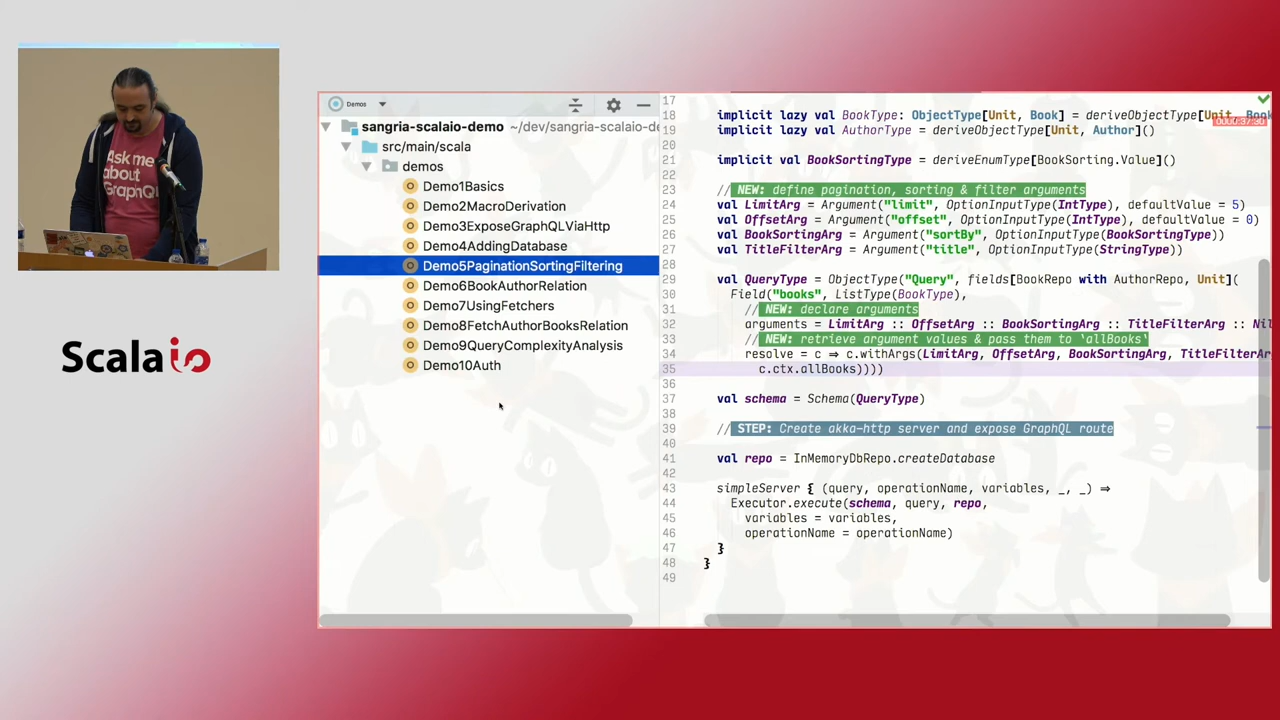 Ask me
about
GraphQL
Scala io
Demos
sangria-scalaio-demo ~/dev/sangria-scalaio-de
src/main/scala
demos
Demo1Basics
Demo2MacroDerivation
Demo3ExposeGraphQLViaHttp
Demo4AddingDatabase
Demo5PaginationSortingFiltering
Demo6BookAuthorRelation
Demo7UsingFetchers
Demo8FetchAuthorBooksRelation
Demo9QueryComplexityAnalysis
Demo10Auth
17
18 implicit lazy val BookType: ObjectType[Unit, Book] = deriveObjectType[Unit, Book
19 implicit lazy val AuthorType = deriveObjectType[Unit, Author]()
20
21 implicit val BookSortingType = deriveEnumType[BookSorting.Value]()
22
23 // NEW: define pagination, sorting & filter arguments
24 val LimitArg = Argument("limit", OptionInputType(IntType), defaultValue = 5)
25 val OffsetArg = Argument("offset", OptionInputType(IntType), defaultValue = 0)
26 val BookSortingArg = Argument("sortBy", OptionInputType(BookSortingType))
27 val TitleFilterArg = Argument("title", OptionInputType(StringType))
28
29 val QueryType = ObjectType("Query", fields[BookRepo with AuthorRepo, Unit](
30 Field("books", ListType(BookType),
31 // NEW: declare arguments
32 arguments = LimitArg :: OffsetArg :: BookSortingArg :: TitleFilterArg :: Nil
33 // NEW: retrieve argument values & pass them to `allBooks`
34 resolve = c ⇒ c.withArgs(LimitArg, OffsetArg, BookSortingArg, TitleFilterAr
35 c.ctx.allBooks))))
36
37 val schema = Schema(QueryType)
38
39 // STEP: Create akka-http server and expose GraphQL route
40
41 val repo = InMemoryDbRepo.createDatabase
42
43 simpleServer { (query, operationName, variables, _, _) ⇒
44 Executor.execute(schema, query, repo,
45 variables = variables,
46 operationName = operationName)
47 }
48 }
49